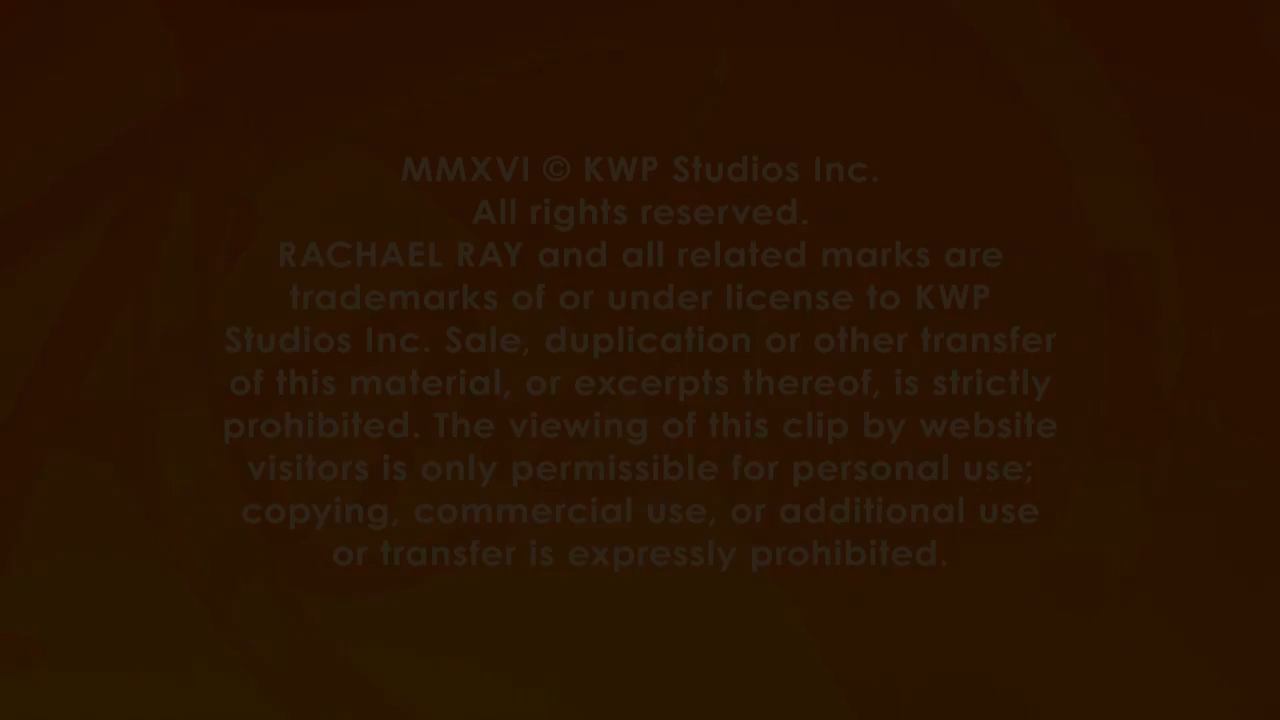 MMXVI © KWP Studios Inc.
All rights reserved.
RACHAEL RAY and all related marks are
trademarks of or under license to KWP
Studios Inc. Sale, duplication or other transfer
of this material, or excerpts thereof, is strictly
prohibited. The viewing of this clip by website
visitors is only permissible for personal use;
copying, commercial use, or additional use
or transfer is expressly prohibited.